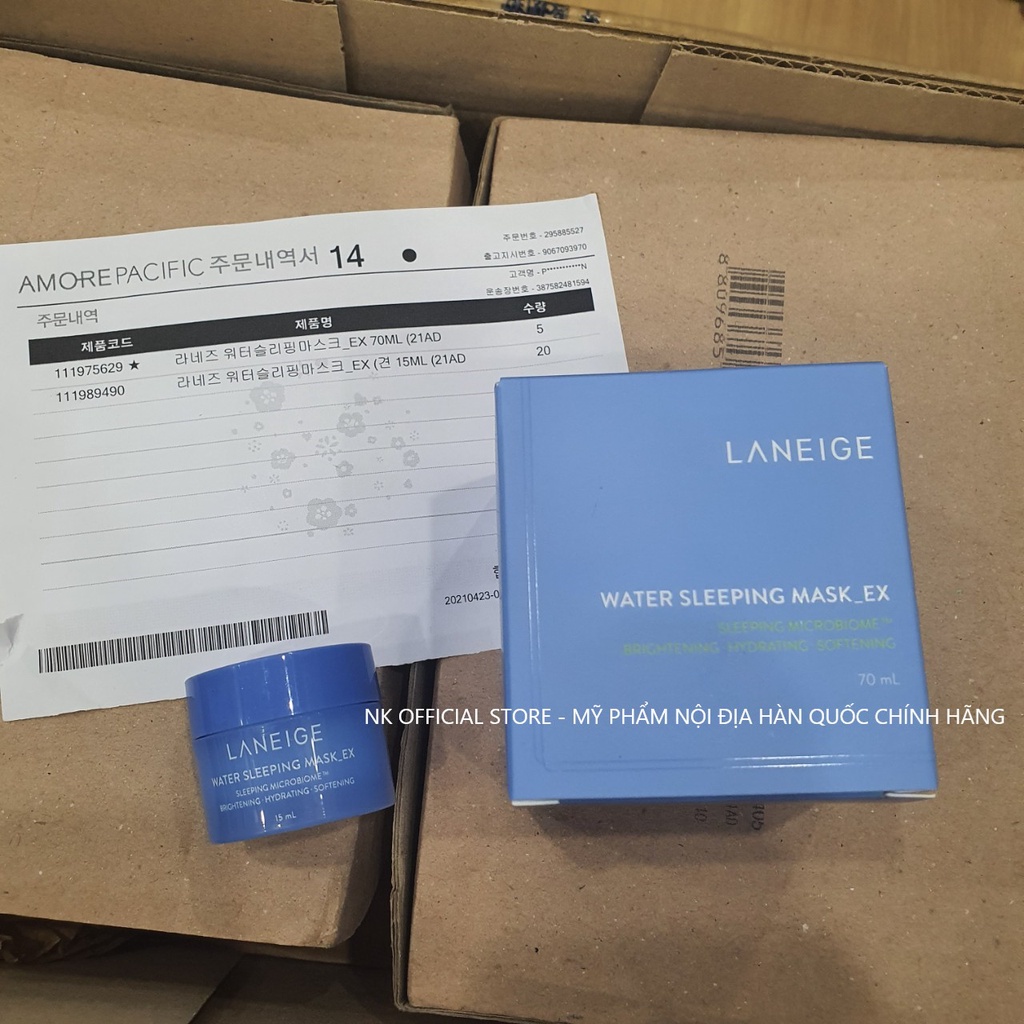 AMOREPACIFIC 주문내역서 14 ●
주문번호 - 295885527
출고지시번호 - 9067093970
고객명 - P***********N
운송장번호 - 387582481594
주문내역
제품코드 제품명 수량
111975629 ★ 라네즈 워터슬리핑마스크_EX 70ML (21AD 5
111989490 라네즈 워터슬리핑마스크_EX (견 15ML (21AD 20
20210423-0
8809685
LANEIGE
WATER SLEEPING MASK_EX
SLEEPING MICROBIOME™
BRIGHTENING · HYDRATING · SOFTENING
70 mL
NK OFFICIAL STORE - MỸ PHẨM NỘI ĐỊA HÀN QUỐC CHÍNH HÃNG
LANEIGE
WATER SLEEPING MASK_EX
SLEEPING MICROBIOME™
BRIGHTENING · HYDRATING · SOFTENING
15 mL